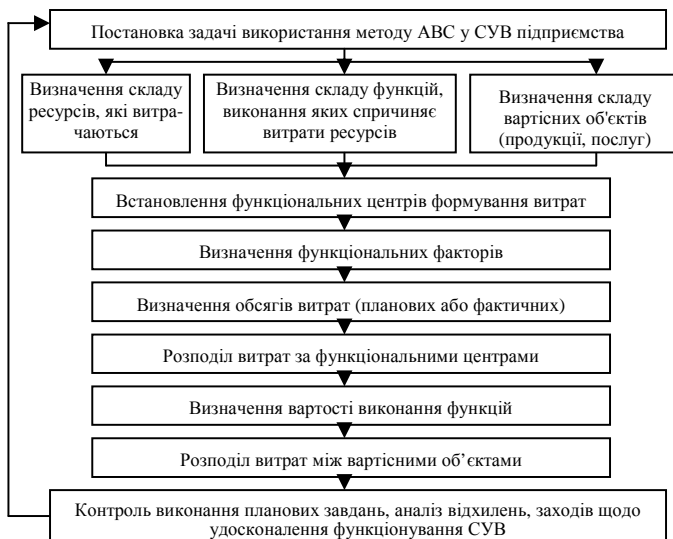 Постановка задачі використання методу АВС у СУВ підприємства
Визначення складу
ресурсів, які витра-
чаються
Визначення складу функцій,
виконання яких спричиняє
витрати ресурсів
Визначення складу
вартісних об'єктів
(продукції, послуг)
Встановлення функціональних центрів формування витрат
Визначення функціональних факторів
Визначення обсягів витрат (планових або фактичних)
Розподіл витрат за функціональними центрами
Визначення вартості виконання функцій
Розподіл витрат між вартісними об’єктами
Контроль виконання планових завдань, аналіз відхилень, заходів щодо
удосконалення функціонування СУВ